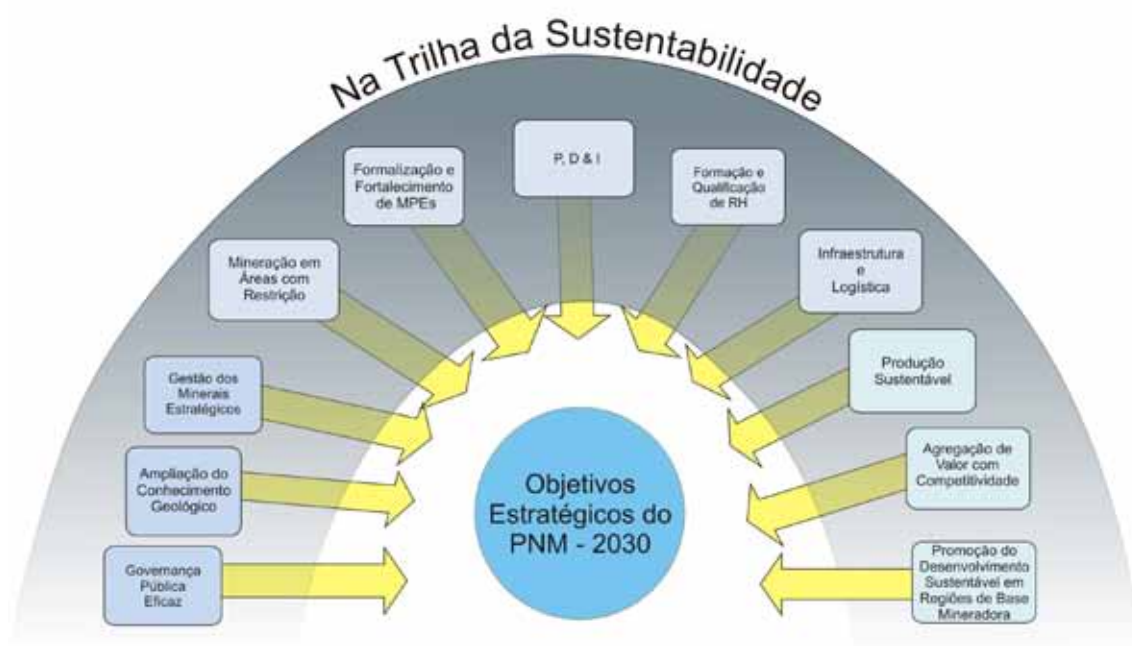 Na Trilha da Sustentabilidade
P, D & I
Formalização e
Fortalecimento
de MPEs
Formação e
Qualificação
de RH
Mineração em
Áreas com
Restrição
Infraestrutura
e
Logística
Gestão dos
Minerais
Estratégicos
Produção
Sustentável
Ampliação do
Conhecimento
Geológico
Agregação de
Valor com
Competitividade
Governança
Pública
Eficaz
Promoção do
Desenvolvimento
Sustentável em
Regiões de Base
Mineradora
Objetivos
Estratégicos do
PNM - 2030